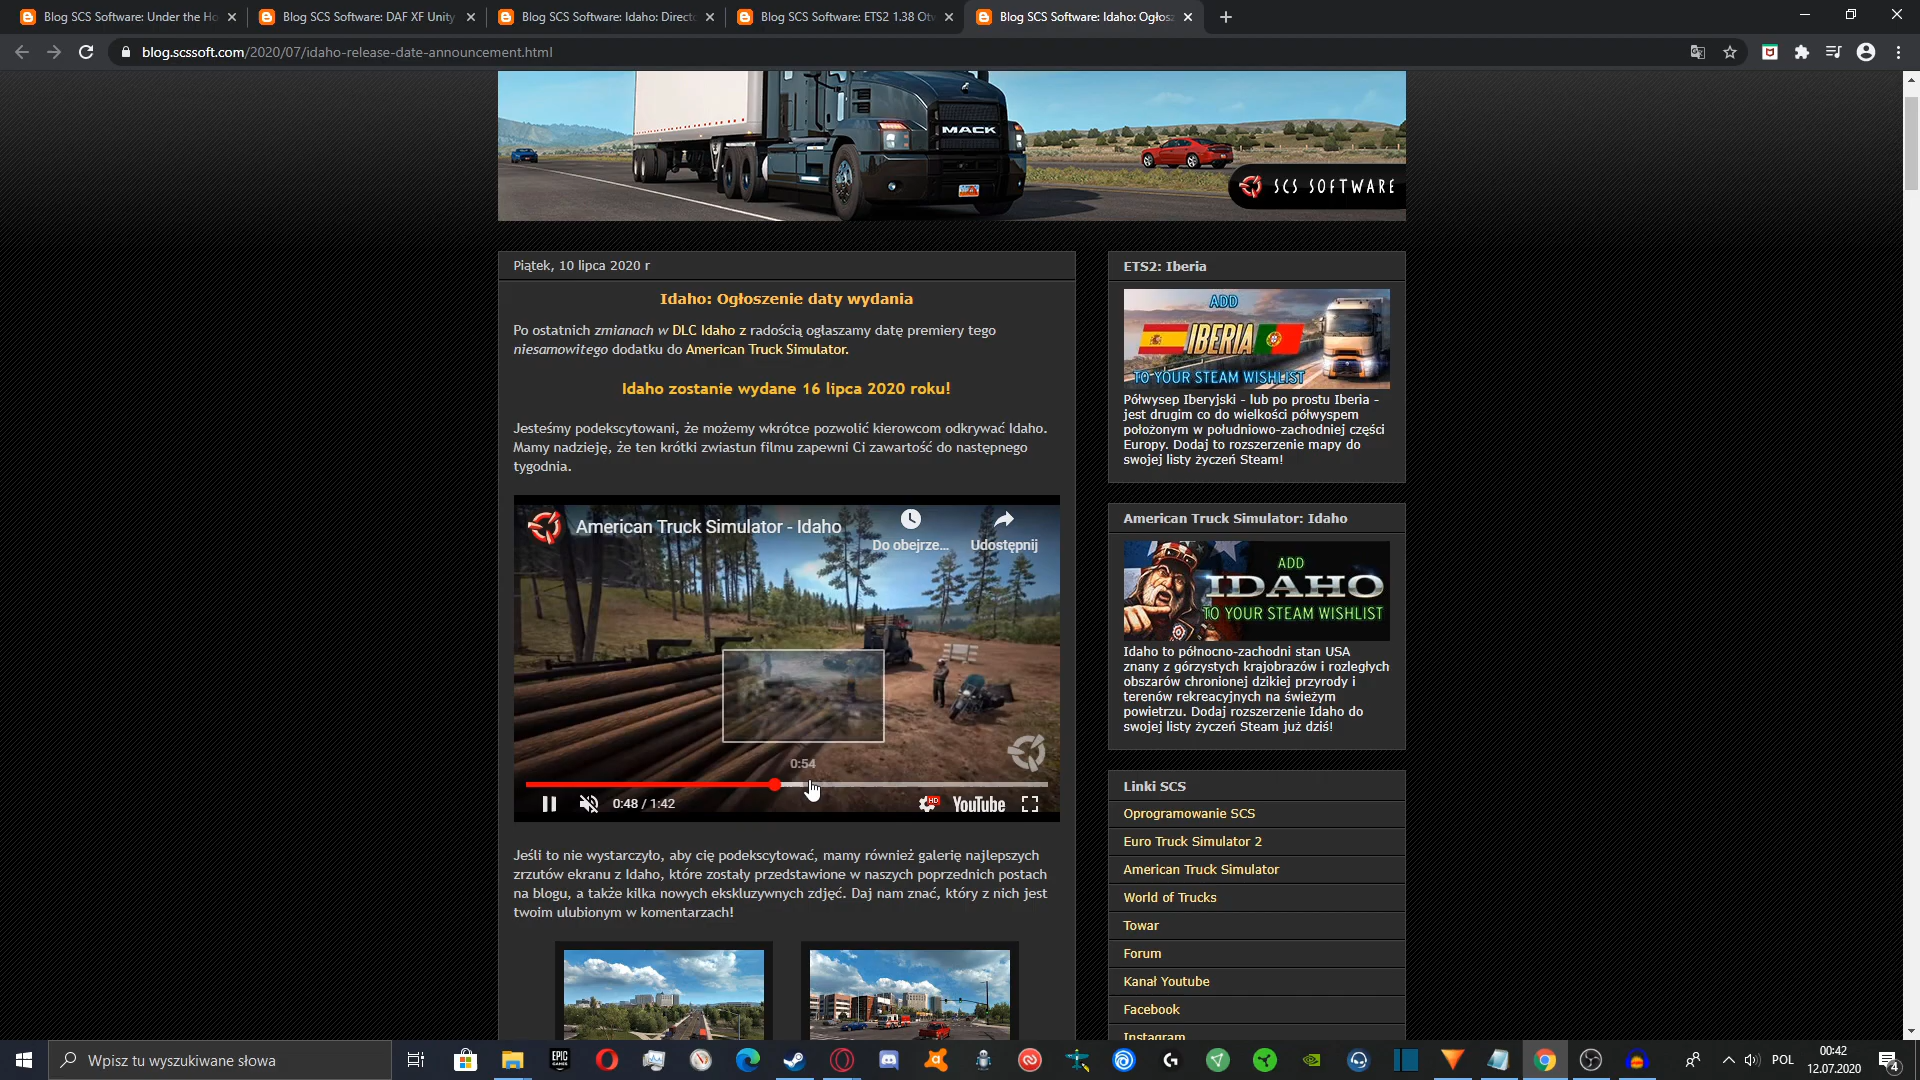 Blog SCS Software: Under the Ho
Blog SCS Software: DAF XF Unity
Blog SCS Software: Idaho: Directo
Blog SCS Software: ETS2 1.38 Otw
Blog SCS Software: Idaho: Ogłosz
blog.scssoft.com/2020/07/idaho-release-date-announcement.html
MACK
SCS SOFTWARE
Piątek, 10 lipca 2020 r
Idaho: Ogłoszenie daty wydania
Po ostatnich zmianach w DLC Idaho z radością ogłaszamy datę premiery tego
niesamowitego dodatku do American Truck Simulator.
Idaho zostanie wydane 16 lipca 2020 roku!
Jesteśmy podekscytowani, że możemy wkrótce pozwolić kierowcom odkrywać Idaho.
Mamy nadzieję, że ten krótki zwiastun filmu zapewni Ci zawartość do następnego
tygodnia.
American Truck Simulator - Idaho
Do obejrze...
Udostępnij
0:54
0:48 / 1:42
HD
YouTube
Jeśli to nie wystarczyło, aby cię podekscytować, mamy również galerię najlepszych
zrzutów ekranu z Idaho, które zostały przedstawione w naszych poprzednich postach
na blogu, a także kilka nowych ekskluzywnych zdjęć. Daj nam znać, który z nich jest
twoim ulubionym w komentarzach!
ETS2: Iberia
ADD
IBERIA
TO YOUR STEAM WISHLIST
Półwysep Iberyjski - lub po prostu Iberia -
jest drugim co do wielkości półwyspem
położonym w południowo-zachodniej części
Europy. Dodaj to rozszerzenie mapy do
swojej listy życzeń Steam!
American Truck Simulator: Idaho
ADD
IDAHO
TO YOUR STEAM WISHLIST
Idaho to północno-zachodni stan USA
znany z górzystych krajobrazów i rozległych
obszarów chronionej dzikiej przyrody i
terenów rekreacyjnych na świeżym
powietrzu. Dodaj rozszerzenie Idaho do
swojej listy życzeń Steam już dziś!
Linki SCS
Oprogramowanie SCS
Euro Truck Simulator 2
American Truck Simulator
World of Trucks
Towar
Forum
Kanał Youtube
Facebook
Instagram
Wpisz tu wyszukiwane słowa
EPIC
GAMES
POL
00:42
12.07.2020
4